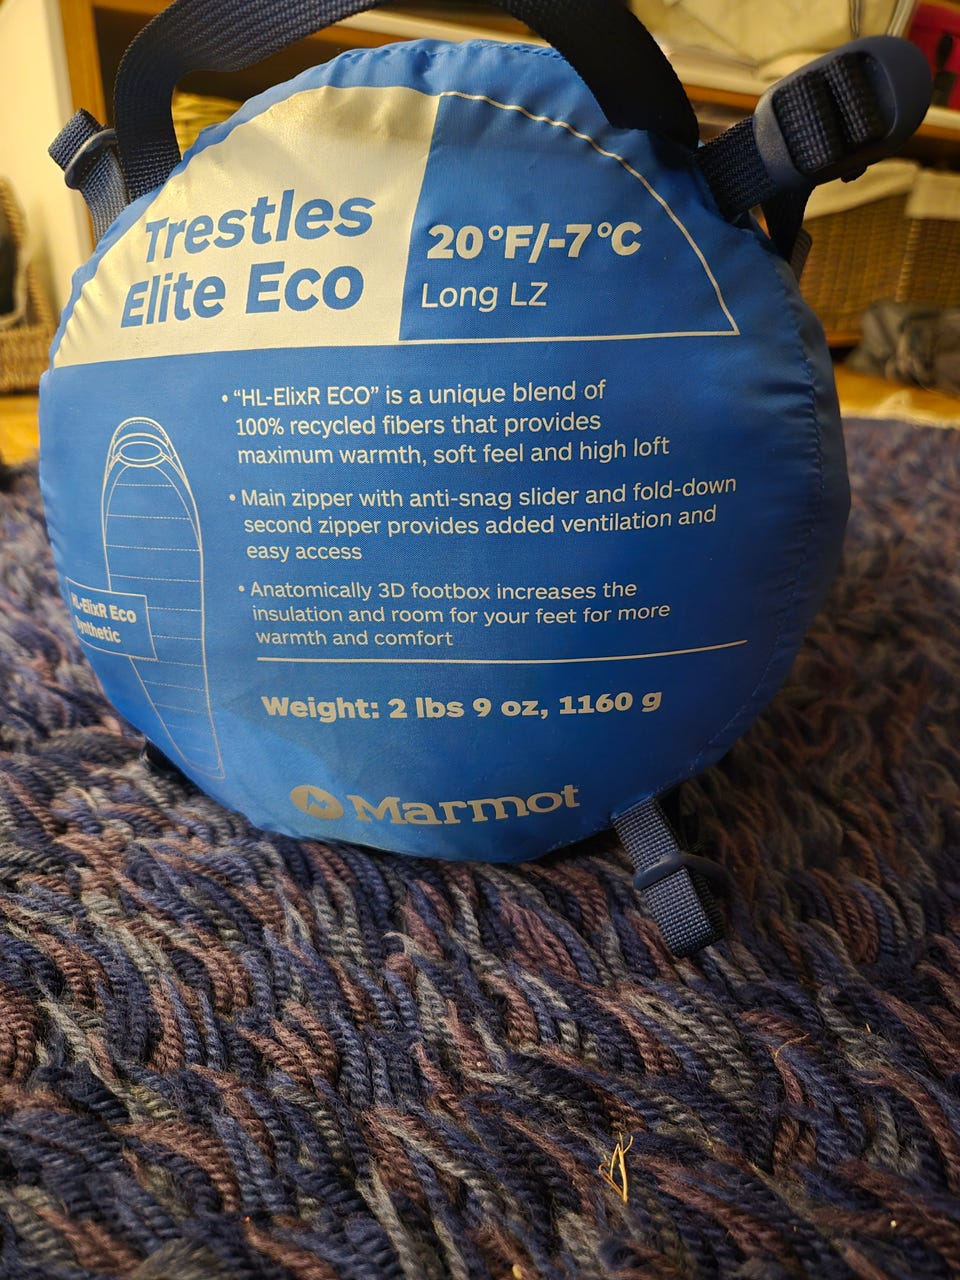 Trestles
Elite Eco
20°F/-7°C
Long LZ
• “HL-ElixR ECO” is a unique blend of
100% recycled fibers that provides
maximum warmth, soft feel and high loft
• Main zipper with anti-snag slider and fold-down
second zipper provides added ventilation and
easy access
• Anatomically 3D footbox increases the
insulation and room for your feet for more
warmth and comfort
HL-ElixR Eco
Synthetic
Weight: 2 lbs 9 oz, 1160 g
Marmot